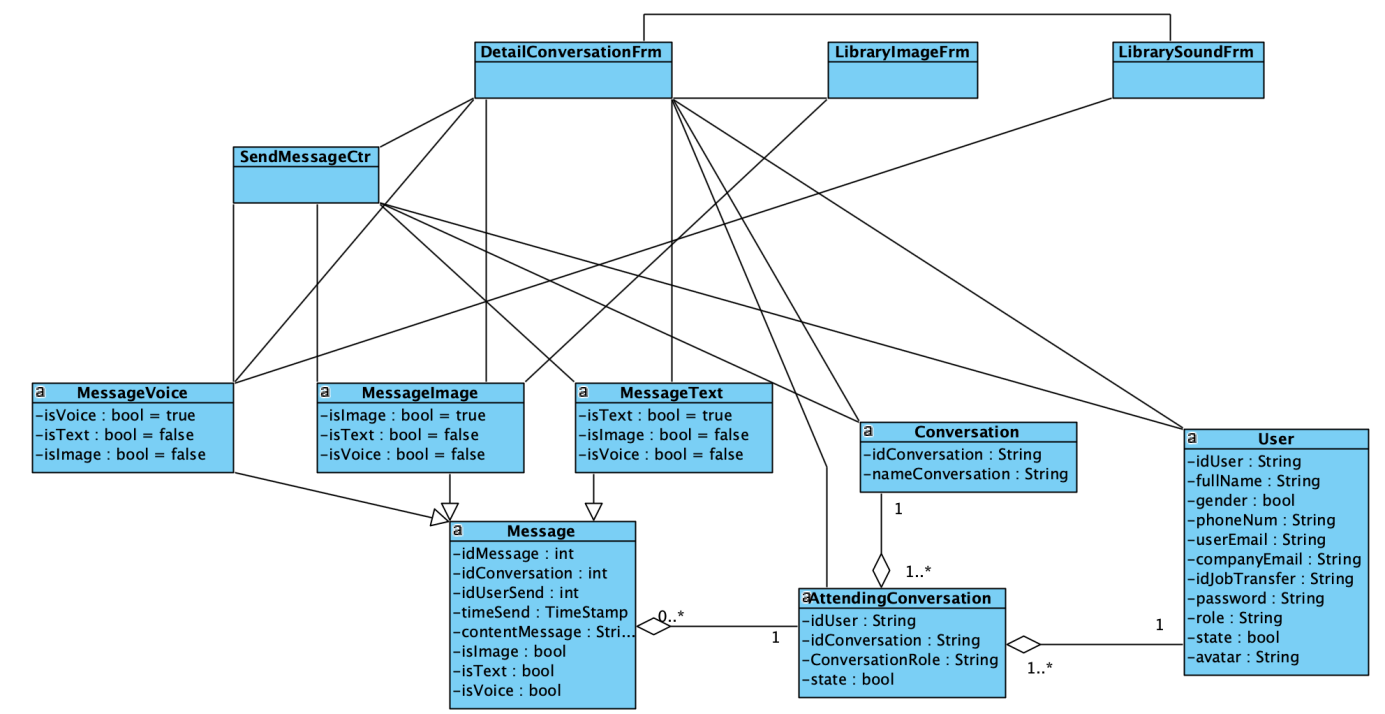 DetailConversationFrm
LibraryImageFrm
LibrarySoundFrm
SendMessageCtr
a MessageVoice
-isVoice : bool = true
-isText : bool = false
-isImage : bool = false
a MessageImage
-isImage : bool = true
-isText : bool = false
-isVoice : bool = false
a MessageText
-isText : bool = true
-isImage : bool = false
-isVoice : bool = false
a Conversation
-idConversation : String
-nameConversation : String
a User
-idUser : String
-fullName : String
-gender : bool
-phoneNum : String
-userEmail : String
-companyEmail : String
-idJobTransfer : String
-password : String
-role : String
-state : bool
-avatar : String
1
1..*
a Message
-idMessage : int
-idConversation : int
-idUserSend : int
-timeSend : TimeStamp
-contentMessage : Stri...
-isImage : bool
-isText : bool
-isVoice : bool
0..*
1
a AttendingConversation
-idUser : String
-idConversation : String
-ConversationRole : String
-state : bool
1
1..*